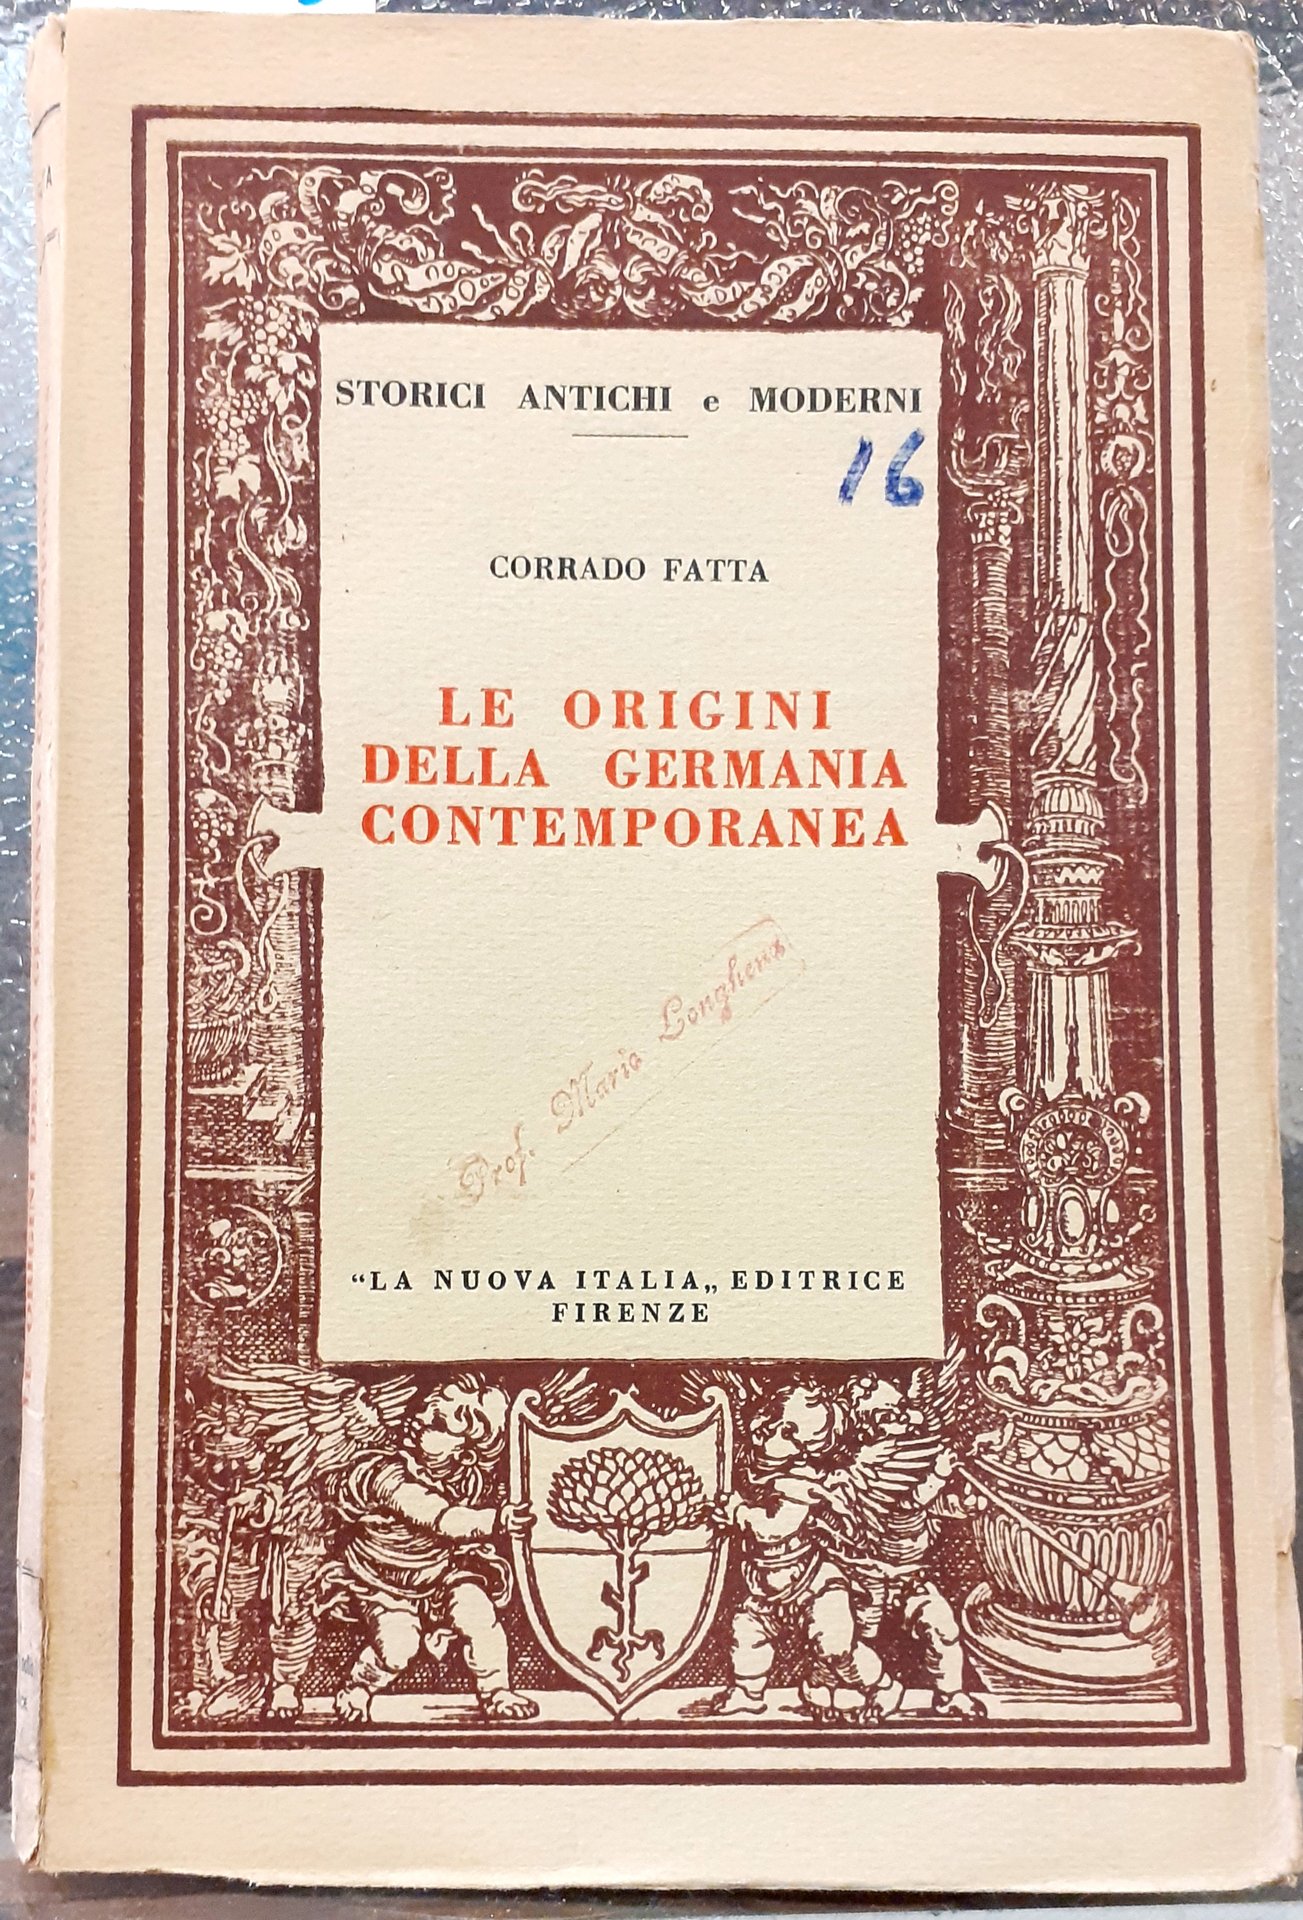 STORICI ANTICHI e MODERNI
16
CORRADO FATTA
LE ORIGINI
DELLA GERMANIA
CONTEMPORANEA
Prof. Mario Longhena
“LA NUOVA ITALIA„ EDITRICE
FIRENZE